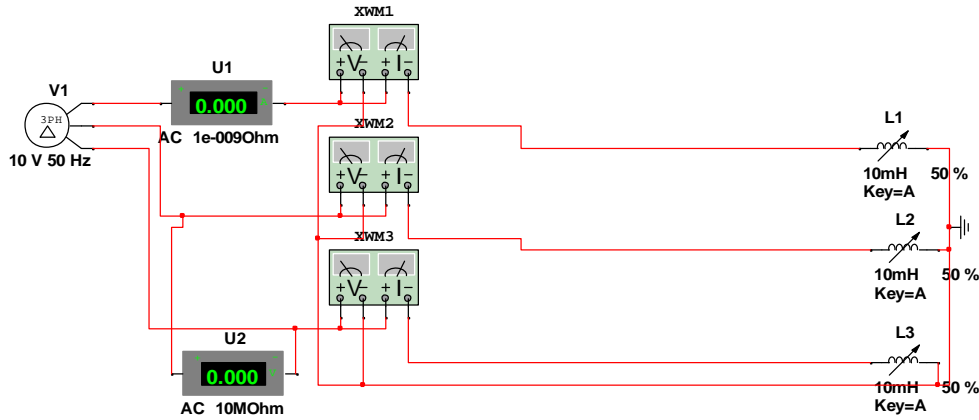 XWM1
V1
U1
3PH
0.000 A
+ V - + I -
10 V 50 Hz
AC 1e-009Ohm
XWM2
+ V - + I -
L1
10mH 50 %
Key=A
XWM3
+ V - + I -
L2
10mH 50 %
Key=A
U2
0.000 V
AC 10MOhm
L3
10mH 50 %
Key=A